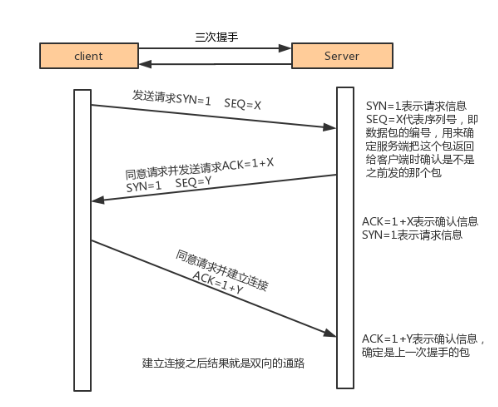 三次握手
client
Server
发送请求SYN=1 SEQ=X
SYN=1表示请求信息
SEQ=X代表序列号，即
数据包的编号，用来确
定服务端把这个包返回
给客户端时确认是不是
之前发的那个包
同意请求并发送请求ACK=1+X
SYN=1 SEQ=Y
ACK=1+X表示确认信息
SYN=1表示请求信息
同意请求并建立连接
ACK=1+Y
ACK=1+Y表示确认信息，
确定是上一次握手的包
建立连接之后结果就是双向的通路